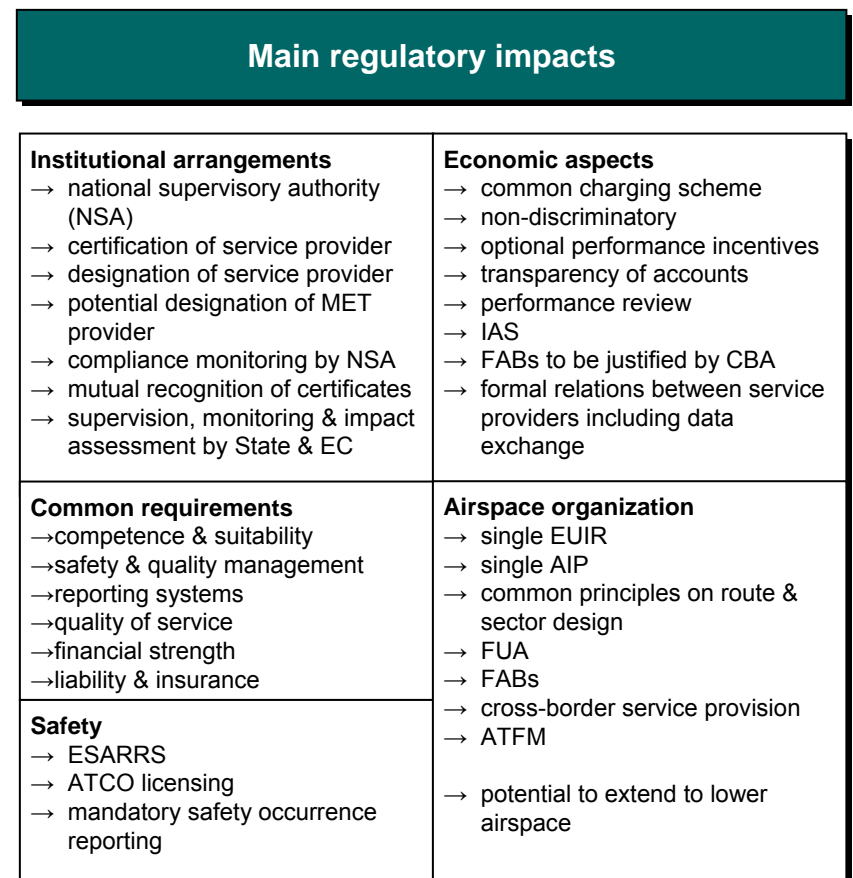 Main regulatory impacts
Institutional arrangements
→ national supervisory authority
(NSA)
→ certification of service provider
→ designation of service provider
→ potential designation of MET
provider
→ compliance monitoring by NSA
→ mutual recognition of certificates
→ supervision, monitoring & impact
assessment by State & EC
Economic aspects
→ common charging scheme
→ non-discriminatory
→ optional performance incentives
→ transparency of accounts
→ performance review
→ IAS
→ FABs to be justified by CBA
→ formal relations between service
providers including data
exchange
Common requirements
→competence & suitability
→safety & quality management
→reporting systems
→quality of service
→financial strength
→liability & insurance
Safety
→ ESARRS
→ ATCO licensing
→ mandatory safety occurrence
reporting
Airspace organization
→ single EUIR
→ single AIP
→ common principles on route &
sector design
→ FUA
→ FABs
→ cross-border service provision
→ ATFM
→ potential to extend to lower
airspace